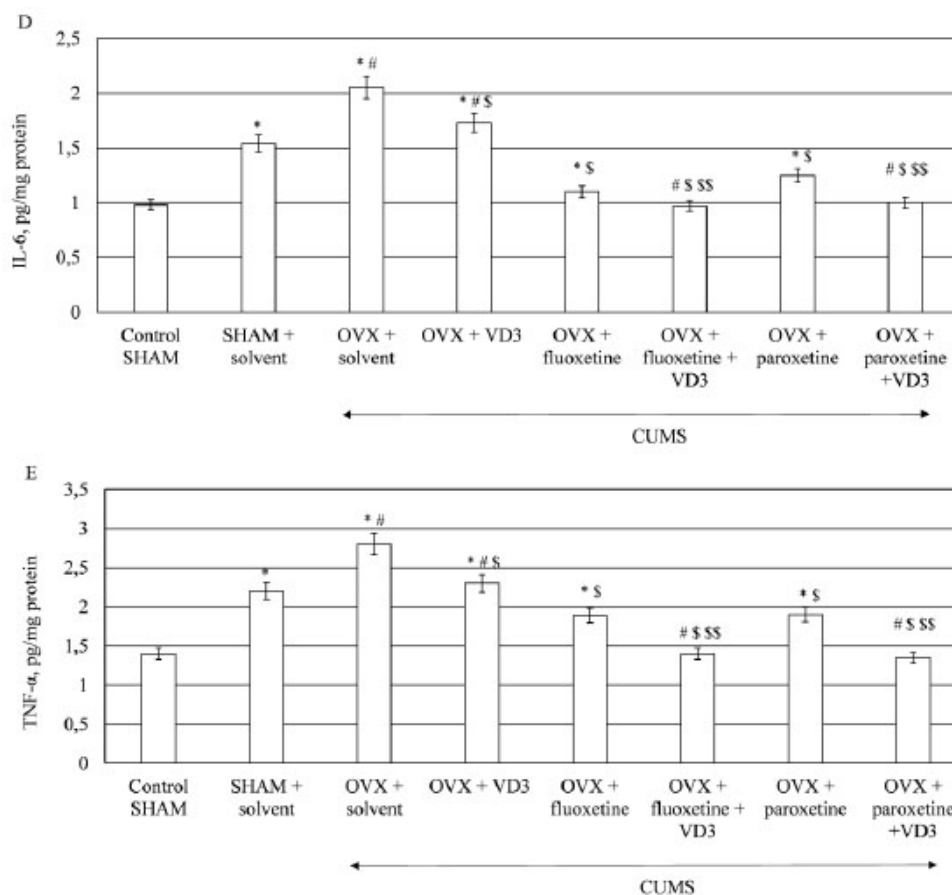 D
IL-6, pg/mg protein
2,5
2
1,5
1
0,5
0
*
* #
* # $
* $
# $ $$
* $
# $ $$
Control
SHAM
SHAM +
solvent
OVX +
solvent
OVX + VD3
OVX +
fluoxetine
OVX +
fluoxetine +
VD3
OVX +
paroxetine
OVX +
paroxetine
+VD3
CUMS
E
TNF-α, pg/mg protein
3,5
3
2,5
2
1,5
1
0,5
0
*
* #
* # $
* $
# $ $$
* $
# $ $$
Control
SHAM
SHAM +
solvent
OVX +
solvent
OVX + VD3
OVX +
fluoxetine
OVX +
fluoxetine +
VD3
OVX +
paroxetine
OVX +
paroxetine
+VD3
CUMS